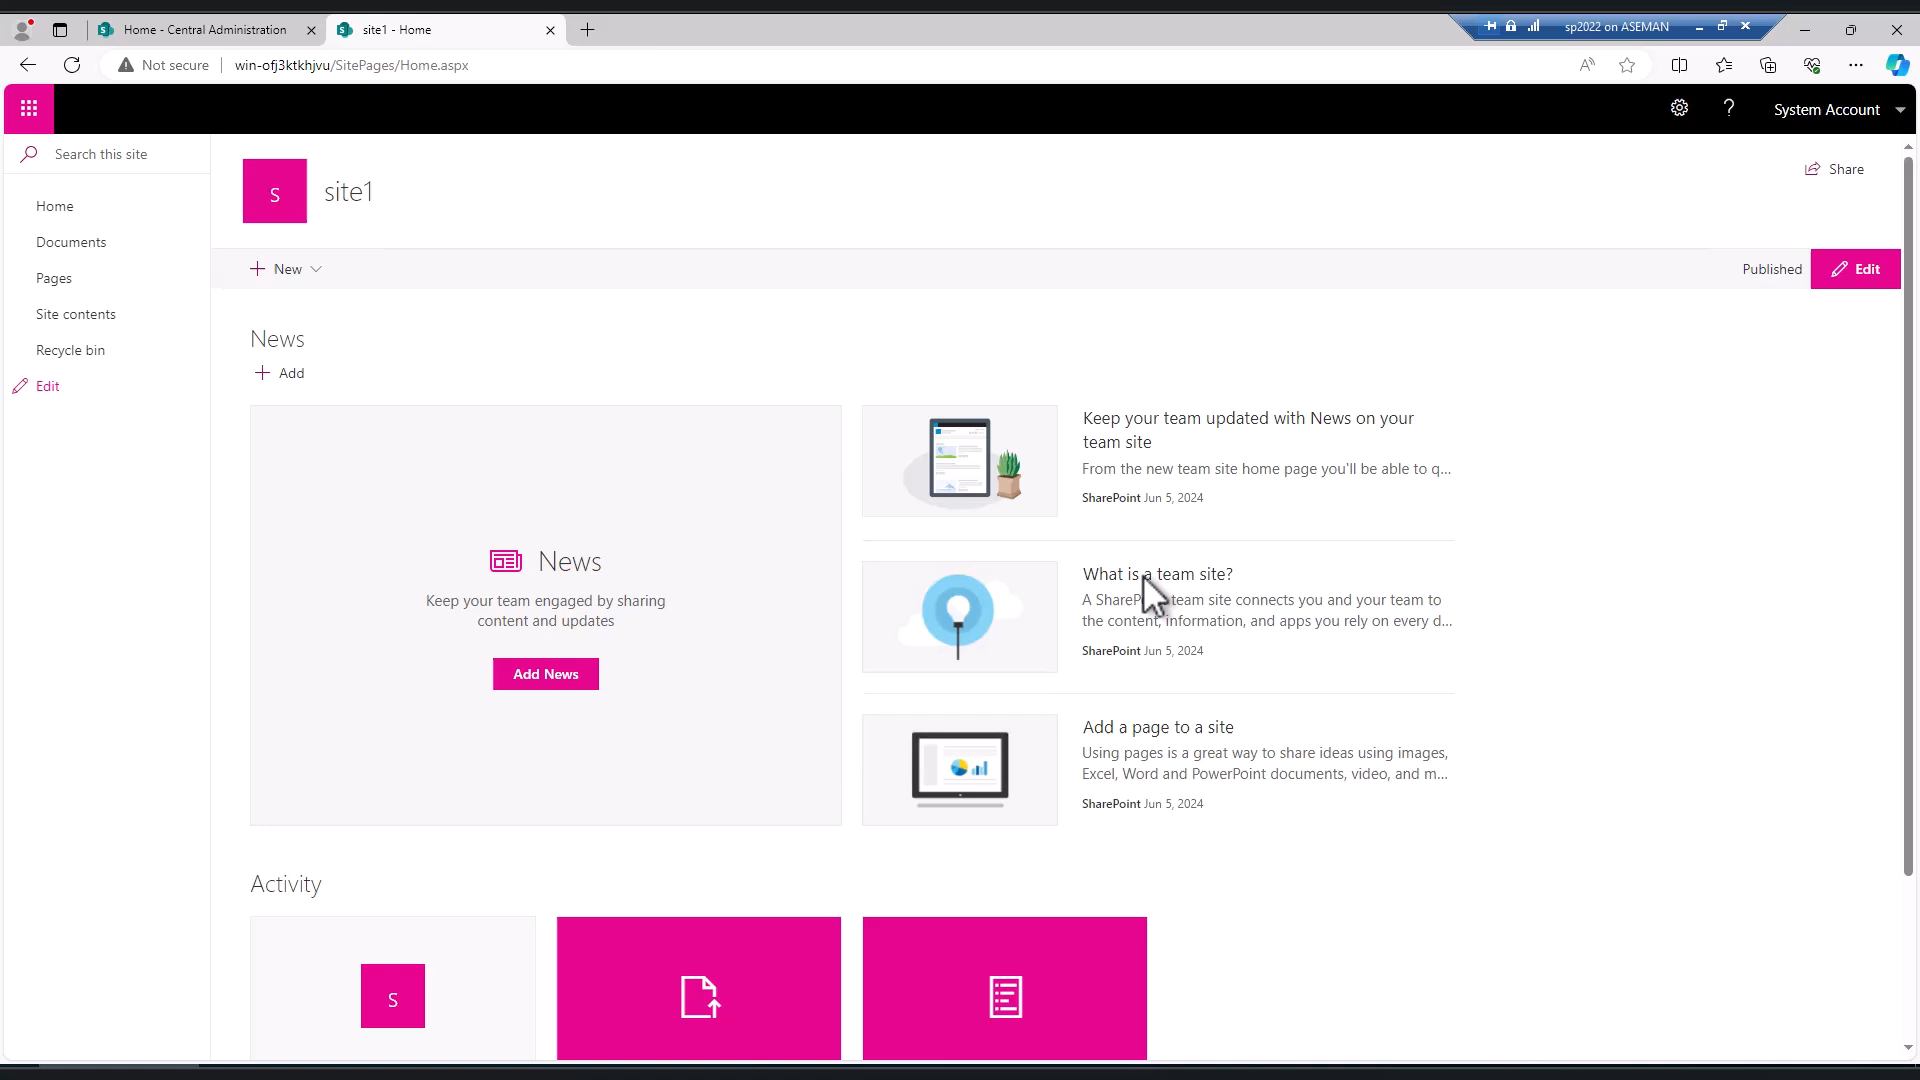 Home - Central Administration
site1 - Home
sp2022 on ASEMAN
Not secure
win-ofj3ktkhjvu/SitePages/Home.aspx
System Account
Search this site
S
site1
Share
Home
Documents
Pages
Site contents
Recycle bin
Edit
New
Published
Edit
News
Add
News
Keep your team engaged by sharing
content and updates
Add News
Keep your team updated with News on your
team site
From the new team site home page you'll be able to q...
SharePoint Jun 5, 2024
What is a team site?
A SharePoint team site connects you and your team to
the content, information, and apps you rely on every d...
SharePoint Jun 5, 2024
Add a page to a site
Using pages is a great way to share ideas using images,
Excel, Word and PowerPoint documents, video, and m...
SharePoint Jun 5, 2024
Activity
S